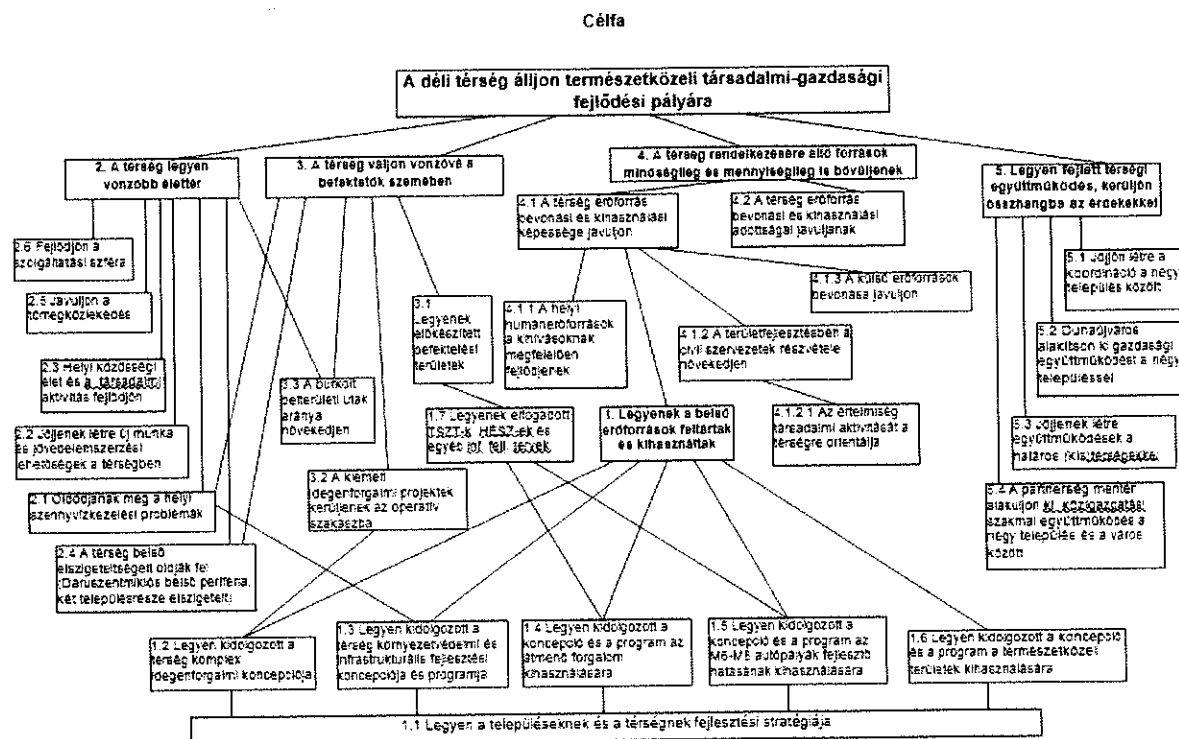 Célfa
A déli térség álljon természetközeli társadalmi-gazdasági
fejlődési pályára
2. A térség legyen
vonzóbb élettér
3. A térség váljon vonzóvá a
befektetők szemében
4. A térség rendelkezésére álló források
minőségileg és mennyiségileg is bővüljenek
5. Legyen fejlett térségi
együttműködés, kerüljön
összhangba az érdekekkel
4.1 A térség erőforrás
bevonási és kihasználási
képessége javuljon
4.2 A térség erőforrás
bevonási és kihasználási
adottságai javuljanak
2.6 Fejlődjön a
szolgáltatási szféra
5.1 Jöjjön létre a
koordináció a négy
település között
4.1.3 A külső erőforrások
bevonása javuljon
2.5 Javuljon a
tömegközlekedés
3.1
Legyenek
előkészített
befektetési
területek
4.1.1 A helyi
humánerőforrások
a kihívásoknak
megfelelően
fejlődjenek
4.1.2 A területfejlesztésben a
civil szervezetek részvétele
növekedjen
5.2 Dunaújváros
alakítson ki gazdasági
együttműködést a négy
településsel
2.3 Helyi közösségi
élet és a társadalmi
aktivitás fejlődjön
3.3 A burkolt
belterületi utak
aránya
növekedjen
1.7 Legyenek elfogadott
TSZT-k, HÉSZ-ek és
egyéb int. fejl. tervek
1. Legyenek a belső
erőforrások feltártak
és kihasználtak
4.1.2.1 Az értelmiség
társadalmi aktivitását a
térségre orientálja
2.2 Jöjjenek létre új munka
és jövedelemszerzési
lehetőségek a térségben
5.3 Jöjjenek létre
együttműködések a
határos (kis)térségekkel
3.2 A kiemelt
idegenforgalmi projektek
kerüljenek az operatív
szakaszba
2.1 Oldódjanak meg a helyi
szennyvízkezelési problémák
5.4 A partnerség mentén
alakuljon ki közigazgatási
szakmai együttműködés a
négy település és a város
között
2.4 A térség belső
elszigeteltségeit oldják fel
(Daruszentmiklós belső periféria,
két településrésze elszigetelt)
1.2 Legyen kidolgozott a
térség komplex
idegenforgalmi koncepciója
1.3 Legyen kidolgozott a
térség környezetvédelmi és
infrastrukturális fejlesztési
koncepciója és programja
1.4 Legyen kidolgozott a
koncepció és a program az
átmenő forgalom
kihasználására
1.5 Legyen kidolgozott a
koncepció és a program az
M6-M8 autópályák fejlesztő
hatásának kihasználására
1.6 Legyen kidolgozott a koncepció
és a program a természetközeli
területek kihasználására
1.1 Legyen a településeknek és a térségnek fejlesztési stratégiája